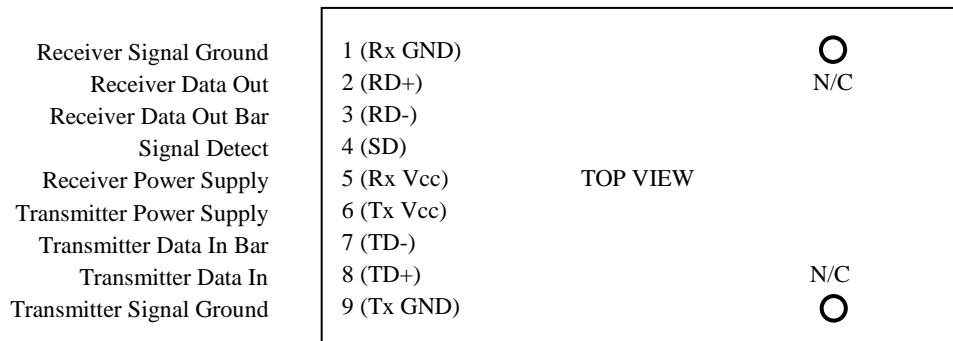 Receiver Signal Ground 1 (Rx GND)
Receiver Data Out 2 (RD+) N/C
Receiver Data Out Bar 3 (RD-)
Signal Detect 4 (SD)
Receiver Power Supply 5 (Rx Vcc) TOP VIEW
Transmitter Power Supply 6 (Tx Vcc)
Transmitter Data In Bar 7 (TD-)
Transmitter Data In 8 (TD+) N/C
Transmitter Signal Ground 9 (Tx GND)